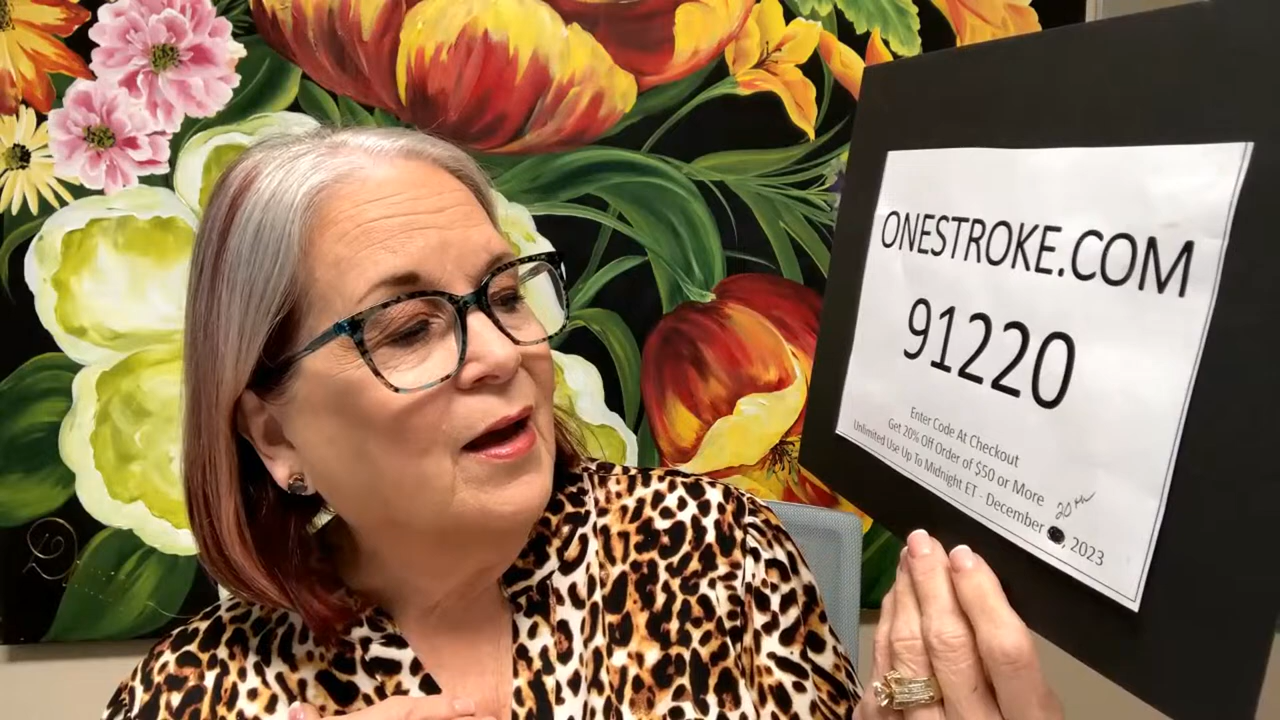 ONESTROKE.COM
91220
Enter Code At Checkout
Get 20% Off Order of $50 or More
Unlimited Use Up To Midnight ET - December 20th, 2023